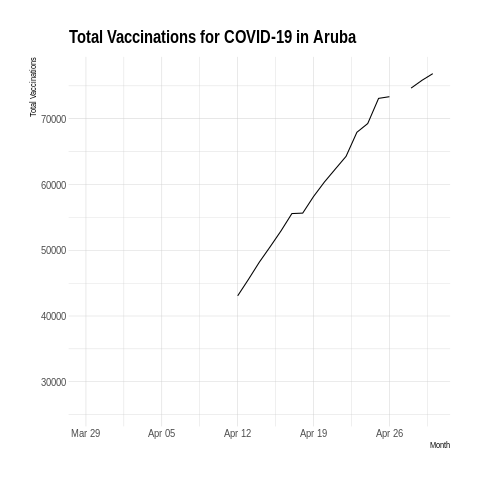 Total Vaccinations for COVID-19 in Aruba
Total Vaccinations
70000
60000
50000
40000
30000
Mar 29
Apr 05
Apr 12
Apr 19
Apr 26
Month